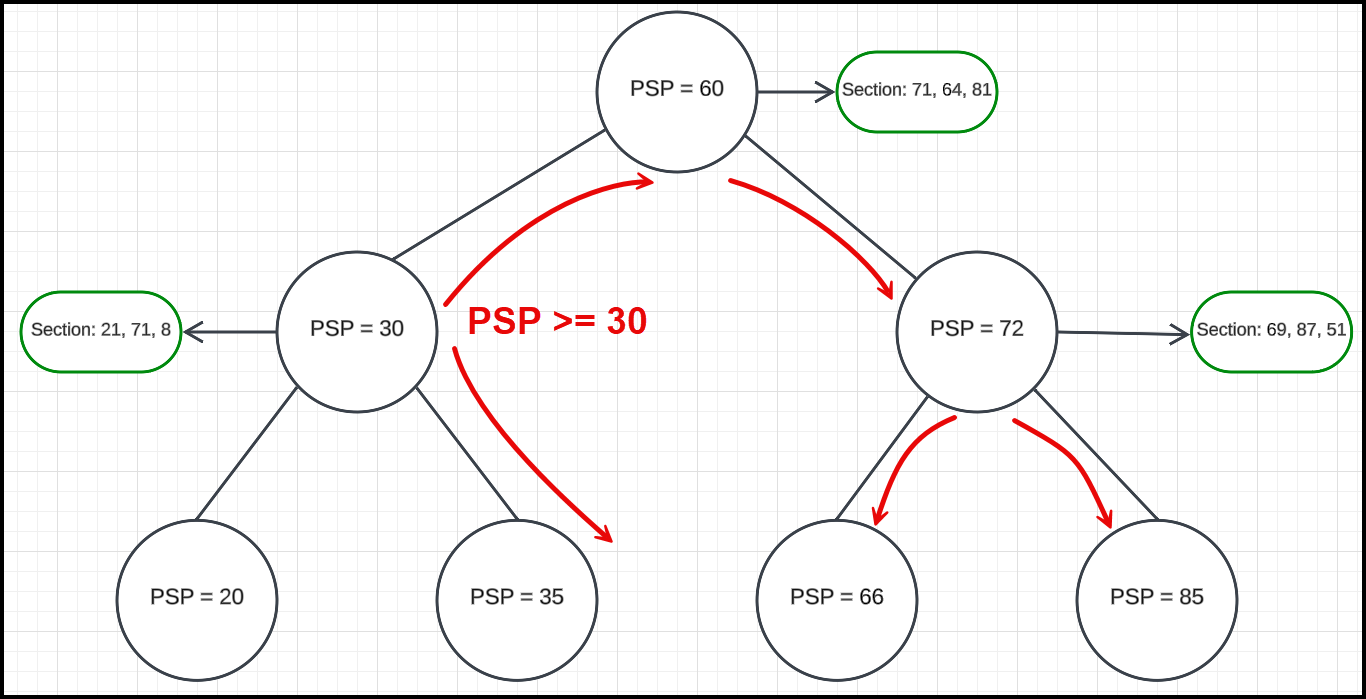 PSP = 60
Section: 71, 64, 81
Section: 21, 71, 8
PSP = 30
PSP >= 30
PSP = 72
Section: 69, 87, 51
PSP = 20
PSP = 35
PSP = 66
PSP = 85